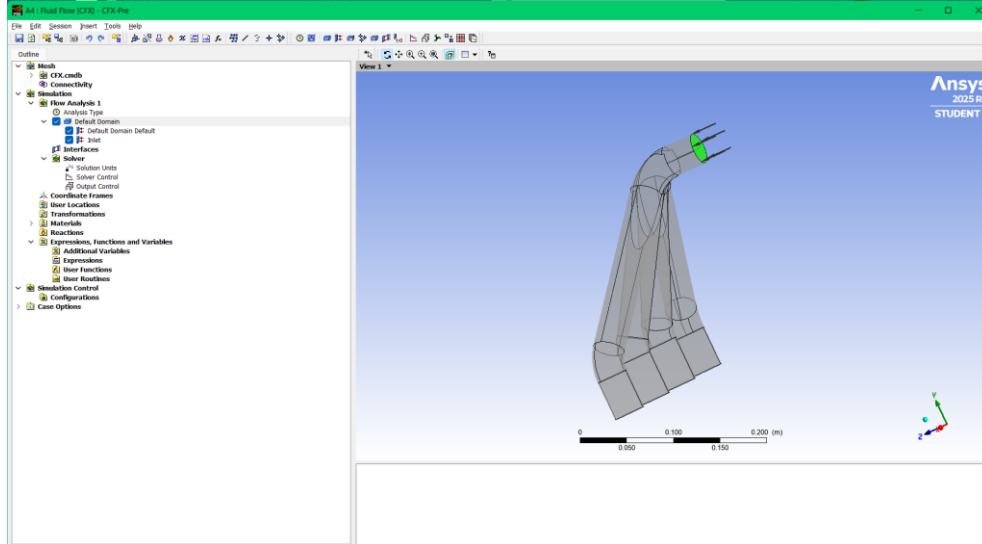 A4 : Fluid Flow (CFX) - CFX-Pre
File Edit Session Insert Tools Help
Outline
Mesh
CFX.cmdb
Connectivity
Simulation
Flow Analysis 1
Analysis Type
Default Domain
Default Domain Default
Inlet
Interfaces
Solver
Solution Units
Solver Control
Output Control
Coordinate Frames
User Locations
Transformations
Materials
Reactions
Expressions, Functions and Variables
Additional Variables
Expressions
User Functions
User Routines
Simulation Control
Configurations
Case Options
View 1
Ansys
2025 R
STUDENT
0 0.100 0.200 (m)
0.050 0.150
Y
Z